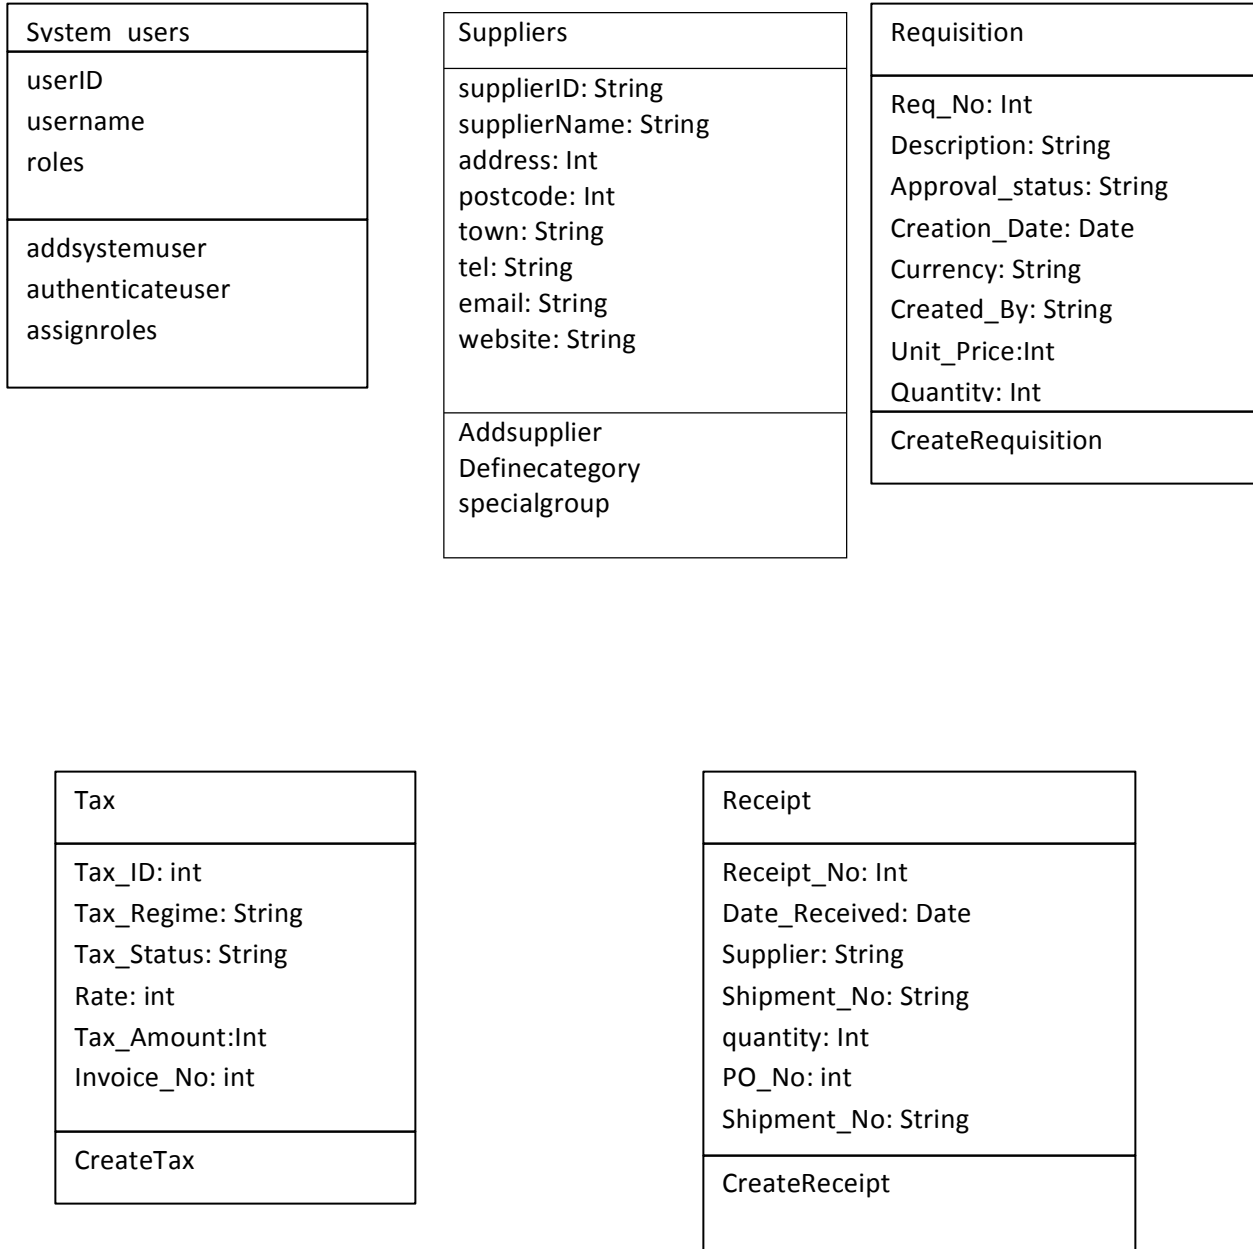 System_users
userID
username
roles
addsystemuser
authenticateuser
assignroles
Suppliers
supplierID: String
supplierName: String
address: Int
postcode: Int
town: String
tel: String
email: String
website: String
Addsupplier
Definecategory
specialgroup
Requisition
Req_No: Int
Description: String
Approval_status: String
Creation_Date: Date
Currency: String
Created_By: String
Unit_Price:Int
Quantity: Int
CreateRequisition
Tax
Tax_ID: int
Tax_Regime: String
Tax_Status: String
Rate: int
Tax_Amount:Int
Invoice_No: int
CreateTax
Receipt
Receipt_No: Int
Date_Received: Date
Supplier: String
Shipment_No: String
quantity: Int
PO_No: int
Shipment_No: String
CreateReceipt